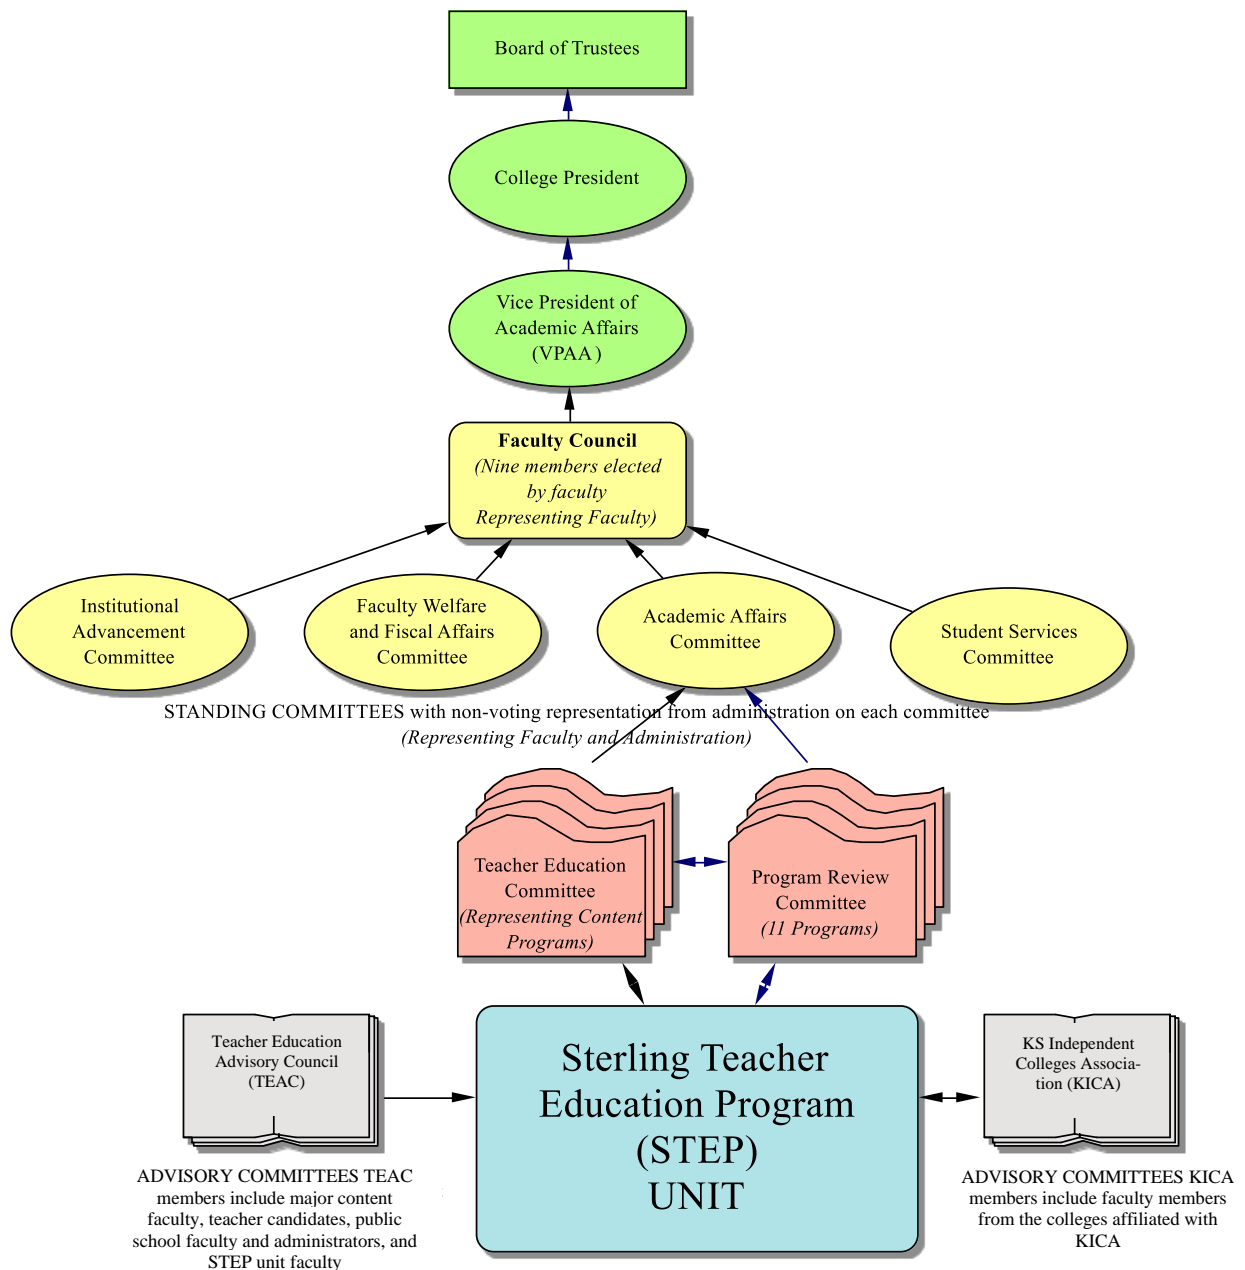 Board of Trustees
College President
Vice President of
Academic Affairs
(VPAA)
Faculty Council
(Nine members elected
by faculty
Representing Faculty)
Institutional
Advancement
Committee
Faculty Welfare
and Fiscal Affairs
Committee
Academic Affairs
Committee
Student Services
Committee
STANDING COMMITTEES with non-voting representation from administration on each committee
(Representing Faculty and Administration)
Teacher Education
Committee
(Representing Content
Programs)
Program Review
Committee
(11 Programs)
Teacher Education
Advisory Council
(TEAC)
Sterling Teacher
Education Program
(STEP)
UNIT
KS Independent
Colleges Associa-
tion (KICA)
ADVISORY COMMITTEES TEAC
members include major content
faculty, teacher candidates, public
school faculty and administrators, and
STEP unit faculty
ADVISORY COMMITTEES KICA
members include faculty members
from the colleges affiliated with
KICA